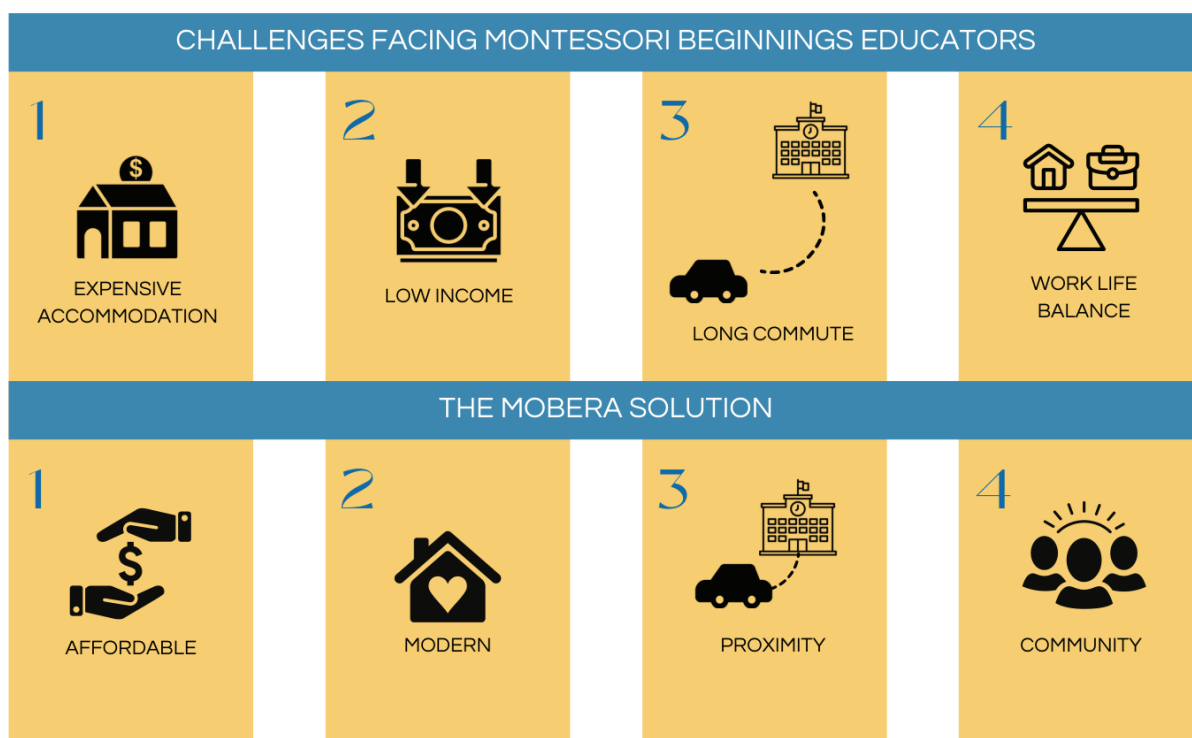 CHALLENGES FACING MONTESSORI BEGINNINGS EDUCATORS
1
$
EXPENSIVE
ACCOMMODATION
2
LOW INCOME
3
LONG COMMUTE
4
WORK LIFE
BALANCE
THE MOBERA SOLUTION
1
$
AFFORDABLE
2
MODERN
3
PROXIMITY
4
COMMUNITY